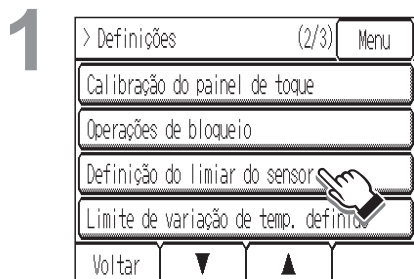 1
> Definições (2/3) Menu
Calibração do painel de toque
Operações de bloqueio
Definição do limiar do sensor
Limite de variação de temp. definido
Voltar ▼ ▲